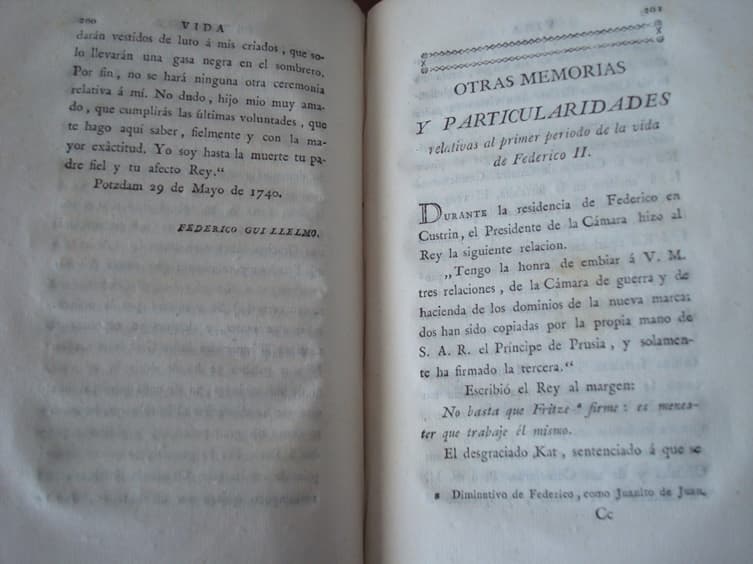 200 VIDA
darán vestidos de luto á mis criados, que so-
lo llevarán una gasa negra en el sombrero.
Por fin, no se hará ninguna otra ceremonia
relativa á mí. No dudo, hijo mio muy ama-
do, que cumplirás las últimas voluntades, que
te hago aquí saber, fielmente y con la ma-
yor exâctitud. Yo soy hasta la muerte tu pa-
dre fiel y tu afecto Rey."
Potzdam 29 de Mayo de 1740.
FEDERICO GUILLELMO.
201
OTRAS MEMORIAS
Y PARTICULARIDADES
relativas al primer periodo de la vida
de Federico II.
DURANTE la residencia de Federico en
Custrin, el Presidente de la Cámara hizo al
Rey la siguiente relacion.
„Tengo la honra de embiar á V. M.
tres relaciones, de la Cámara de guerra y de
hacienda de los dominios de la nueva marca:
dos han sido copiadas por la propia mano de
S. A. R. el Príncipe de Prusia, y solamen-
te ha firmado la tercera."
Escribió el Rey al margen:
No basta que Fritze * firme: es menes-
ter que trabaje él mismo.
El desgraciado Kat, sentenciado á que se
* Diminutivo de Federico, como Juanito de Juan.
Cc